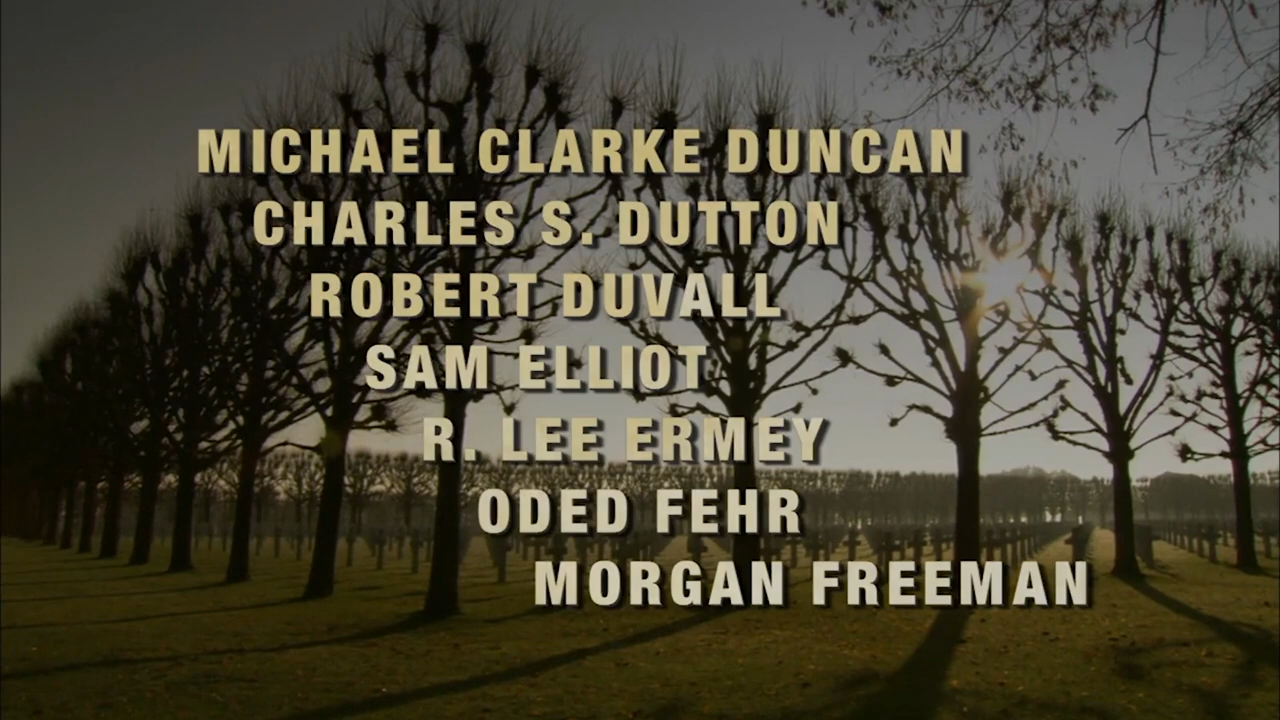 MICHAEL CLARKE DUNCAN
CHARLES S. DUTTON
ROBERT DUVALL
SAM ELLIOT
R. LEE ERMEY
ODED FEHR
MORGAN FREEMAN